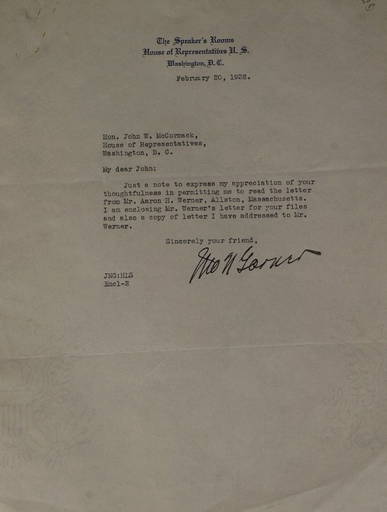 The Speaker's Rooms
House of Representatives U. S.
Washington, D. C.
February 20, 1932.
Hon. John W. McCormack,
House of Representatives,
Washington, D. C.
My dear John:
Just a note to express my appreciation of your
thoughtfulness in permitting me to read the letter
from Mr. Aaron H. Werner, Allston, Massachusetts.
I am enclosing Mr. Werner's letter for your files
and also a copy of letter I have addressed to Mr.
Werner.
Sincerely your friend,
Jno N Garner
JNG:HLS
Encl-2